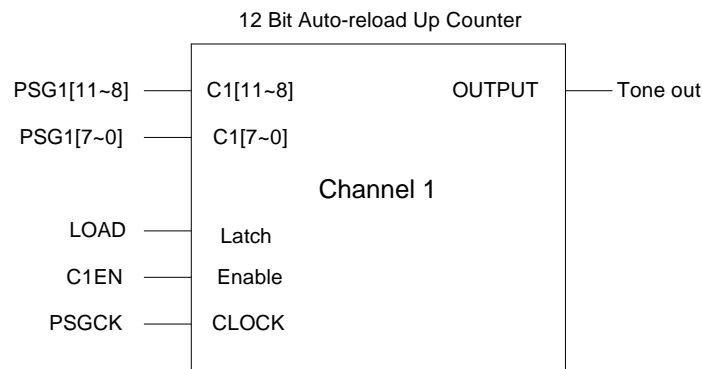 12 Bit Auto-reload Up Counter
PSG1[11~8] C1[11~8] OUTPUT Tone out
PSG1[7~0] C1[7~0]
Channel 1
LOAD Latch
C1EN Enable
PSGCK CLOCK